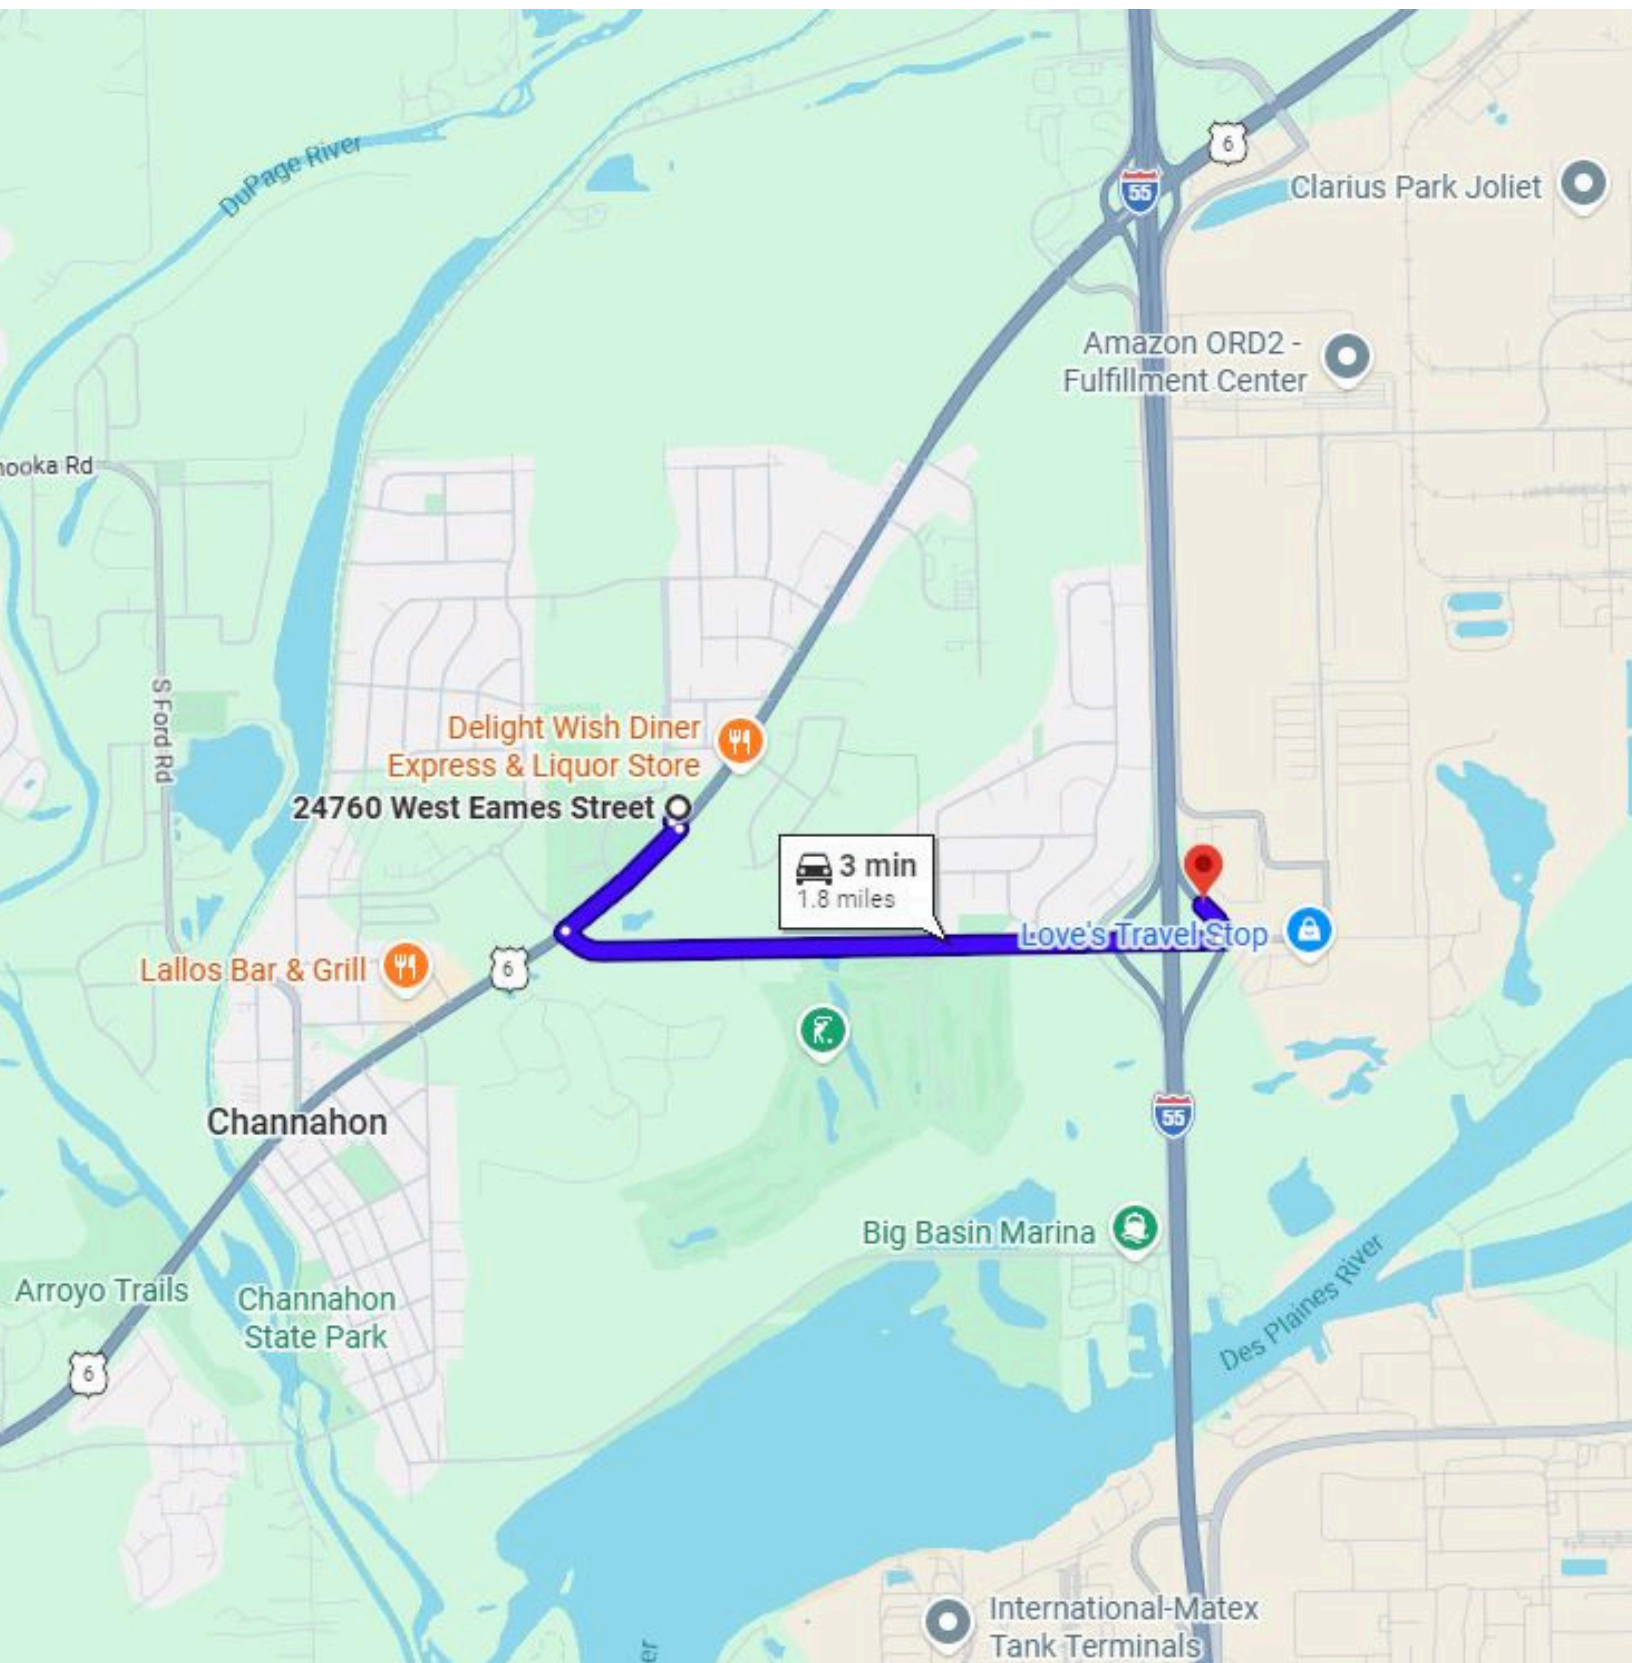 DuPage River
6
55
Clarius Park Joliet
Amazon ORD2 -
Fulfillment Center
nooka Rd
S Ford Rd
Delight Wish Diner
Express & Liquor Store
24760 West Eames Street
3 min
1.8 miles
Love's Travel Stop
Lallos Bar & Grill
6
Channahon
55
Big Basin Marina
Arroyo Trails
Channahon
State Park
Des Plaines River
6
International-Matex
Tank Terminals
er